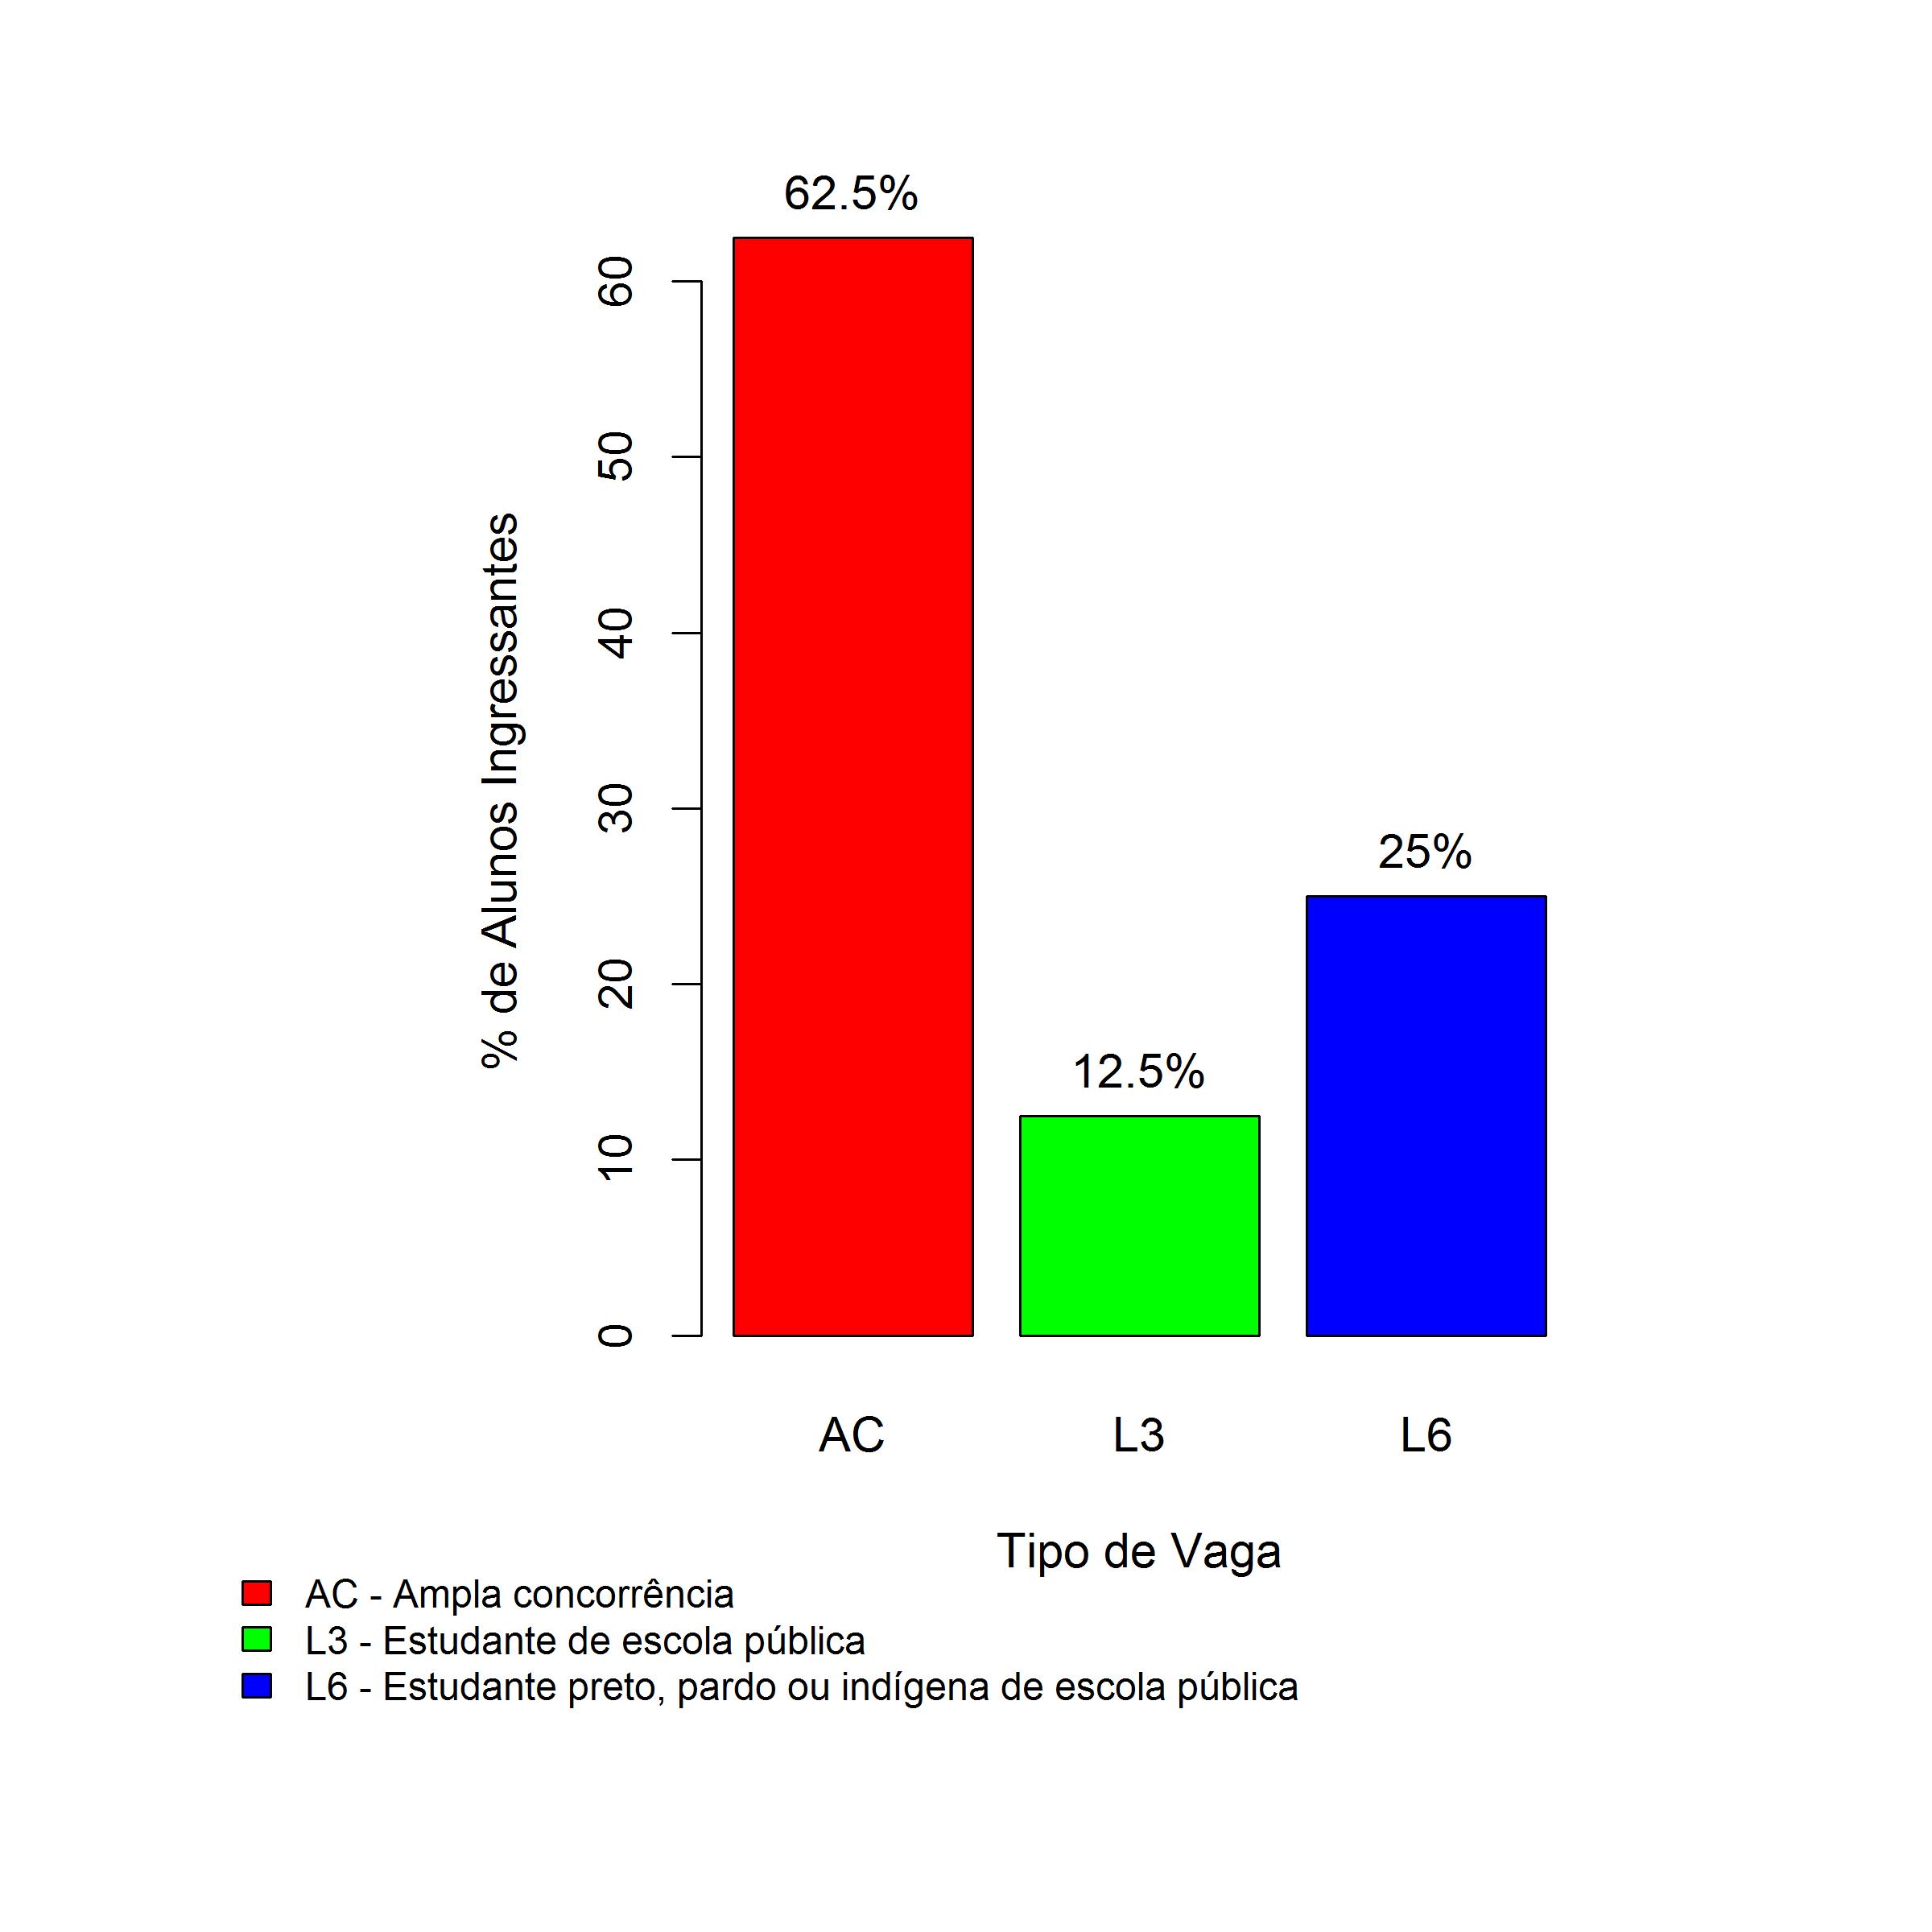 62.5%
60
50
40
30
20
10
0
% de Alunos Ingressantes
25%
12.5%
AC
L3
L6
Tipo de Vaga
AC - Ampla concorrência
L3 - Estudante de escola pública
L6 - Estudante preto, pardo ou indígena de escola pública